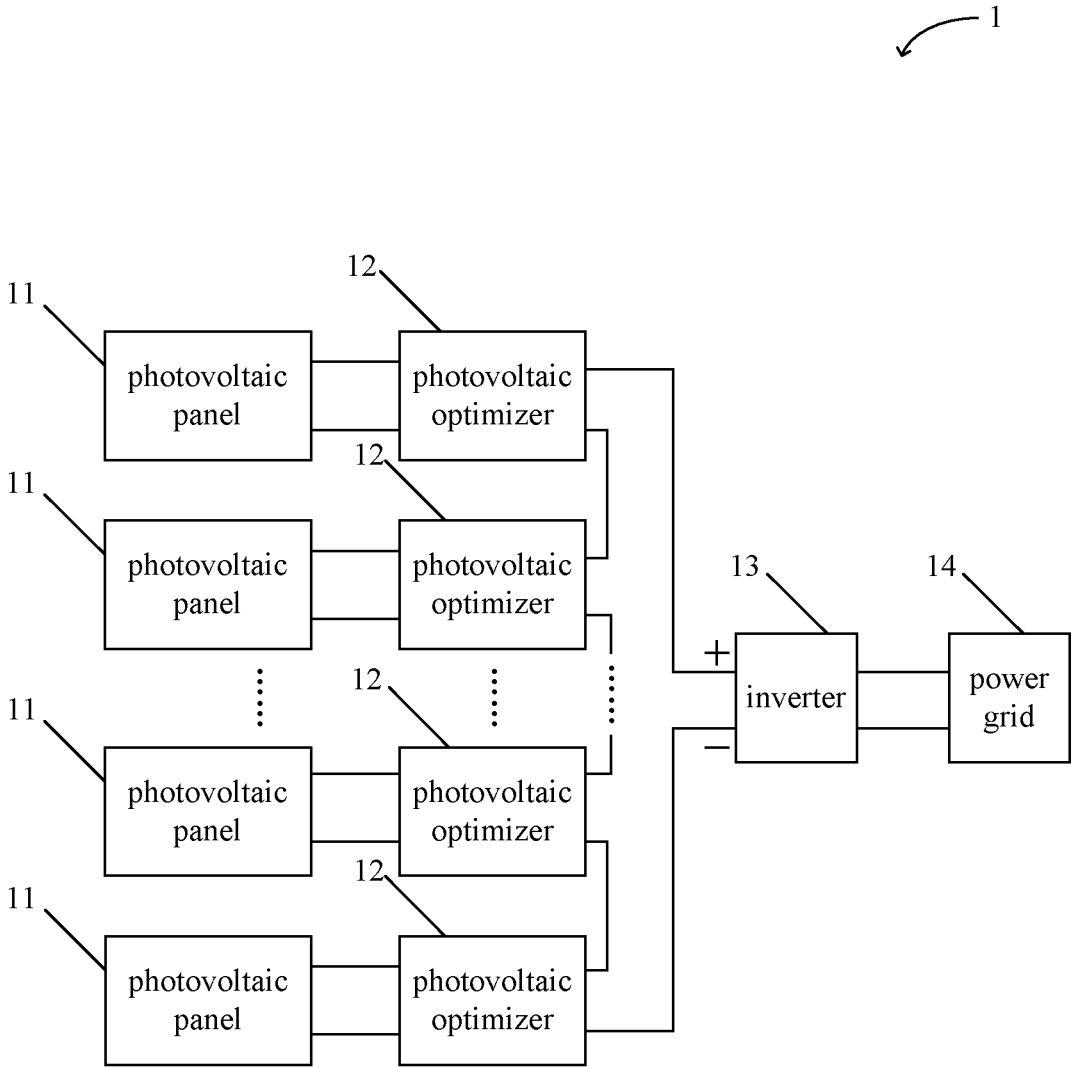 1
12
11
photovoltaic
panel
photovoltaic
optimizer
12
11
photovoltaic
panel
photovoltaic
optimizer
13
14
+
inverter
power
grid
−
12
11
photovoltaic
panel
photovoltaic
optimizer
12
11
photovoltaic
panel
photovoltaic
optimizer